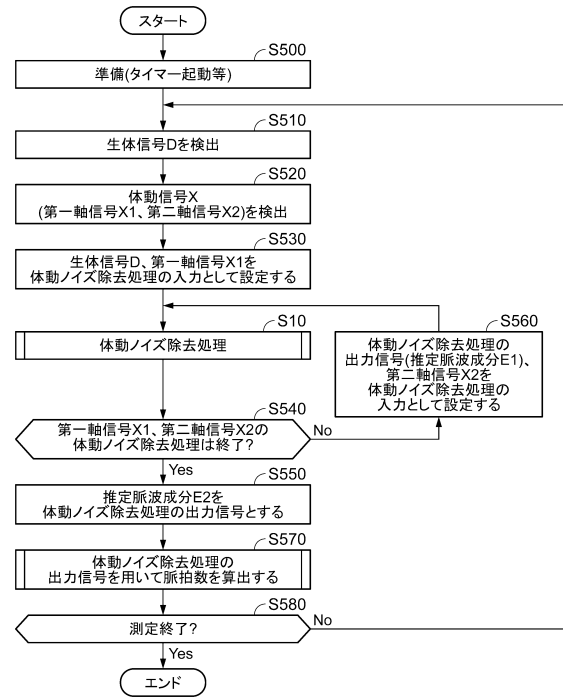 スタート
S500
準備(タイマー起動等)
S510
生体信号Dを検出
S520
体動信号X
(第一軸信号X1、第二軸信号X2)を検出
S530
生体信号D、第一軸信号X1を
体動ノイズ除去処理の入力として設定する
S10
体動ノイズ除去処理
S560
体動ノイズ除去処理の
出力信号(推定脈波成分E1)、
第二軸信号X2を
体動ノイズ除去処理の
入力として設定する
S540
第一軸信号X1、第二軸信号X2の
体動ノイズ除去処理は終了?
No
Yes
S550
推定脈波成分E2を
体動ノイズ除去処理の出力信号とする
S570
体動ノイズ除去処理の
出力信号を用いて脈拍数を算出する
S580
測定終了?
No
Yes
エンド